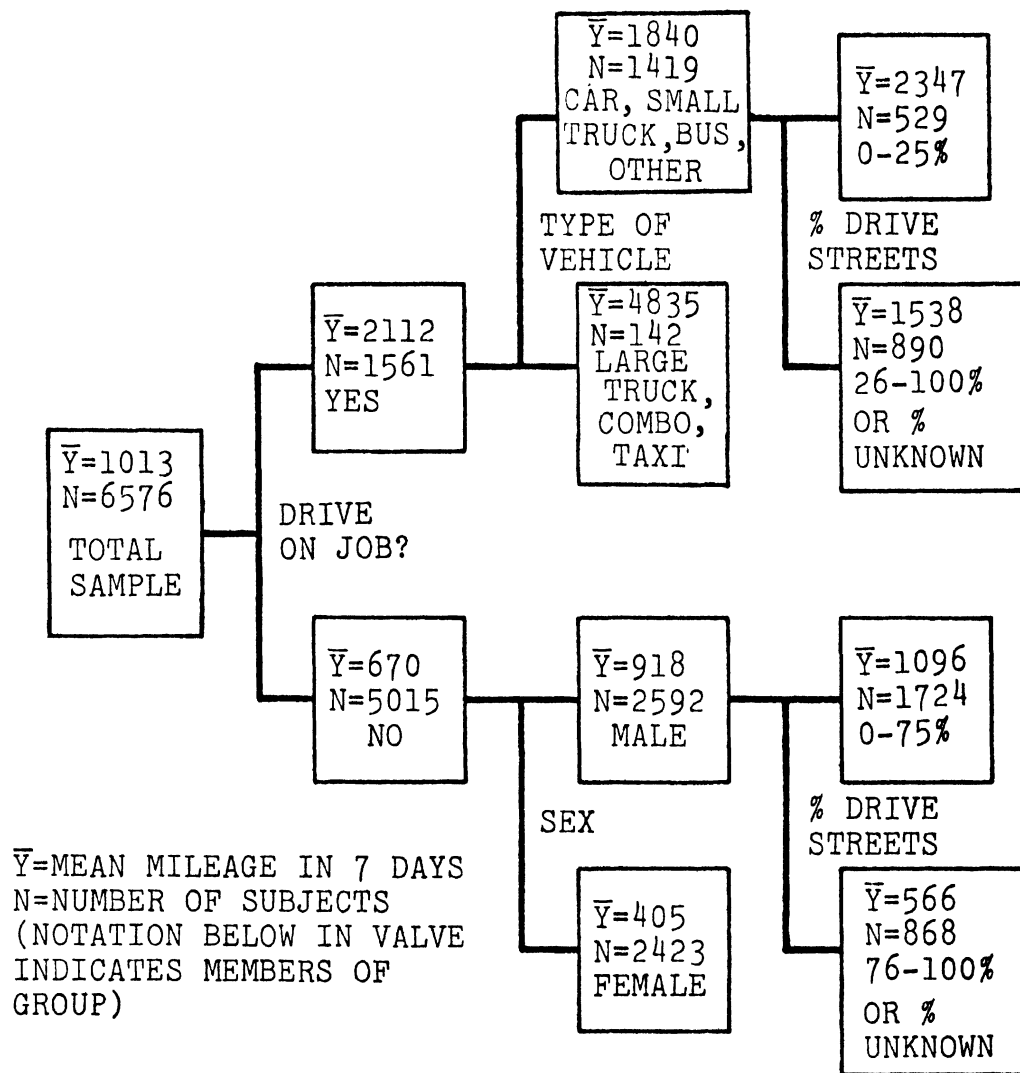 Ȳ=1840
N=1419
CAR, SMALL
TRUCK, BUS,
OTHER
Ȳ=2347
N=529
0-25%
TYPE OF
VEHICLE
% DRIVE
STREETS
Ȳ=2112
N=1561
YES
Ȳ=4835
N=142
LARGE
TRUCK,
COMBO,
TAXI
Ȳ=1538
N=890
26-100%
OR %
UNKNOWN
Ȳ=1013
N=6576
TOTAL
SAMPLE
DRIVE
ON JOB?
Ȳ=670
N=5015
NO
Ȳ=918
N=2592
MALE
Ȳ=1096
N=1724
0-75%
SEX
% DRIVE
STREETS
Ȳ=405
N=2423
FEMALE
Ȳ=566
N=868
76-100%
OR %
UNKNOWN
Ȳ=MEAN MILEAGE IN 7 DAYS
N=NUMBER OF SUBJECTS
(NOTATION BELOW IN VALVE
INDICATES MEMBERS OF
GROUP)